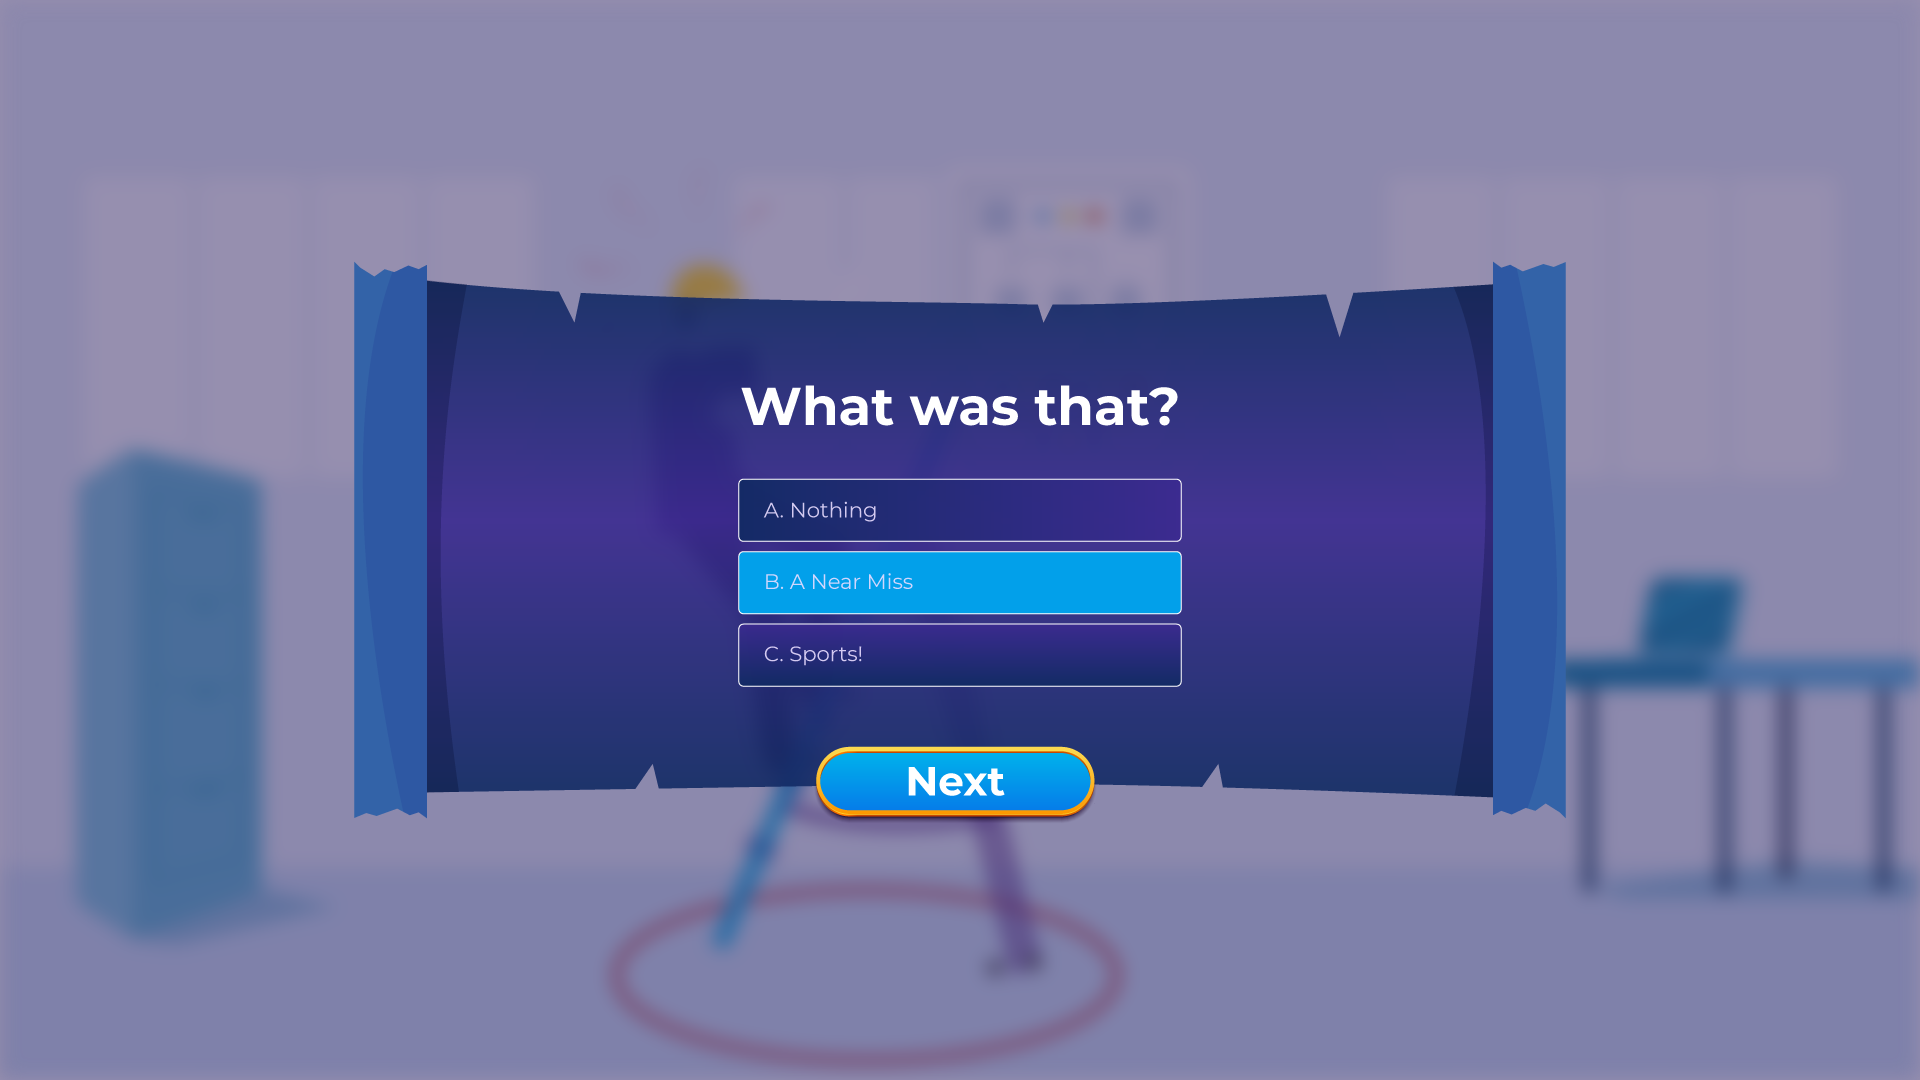 What was that?
A. Nothing
B. A Near Miss
C. Sports!
Next